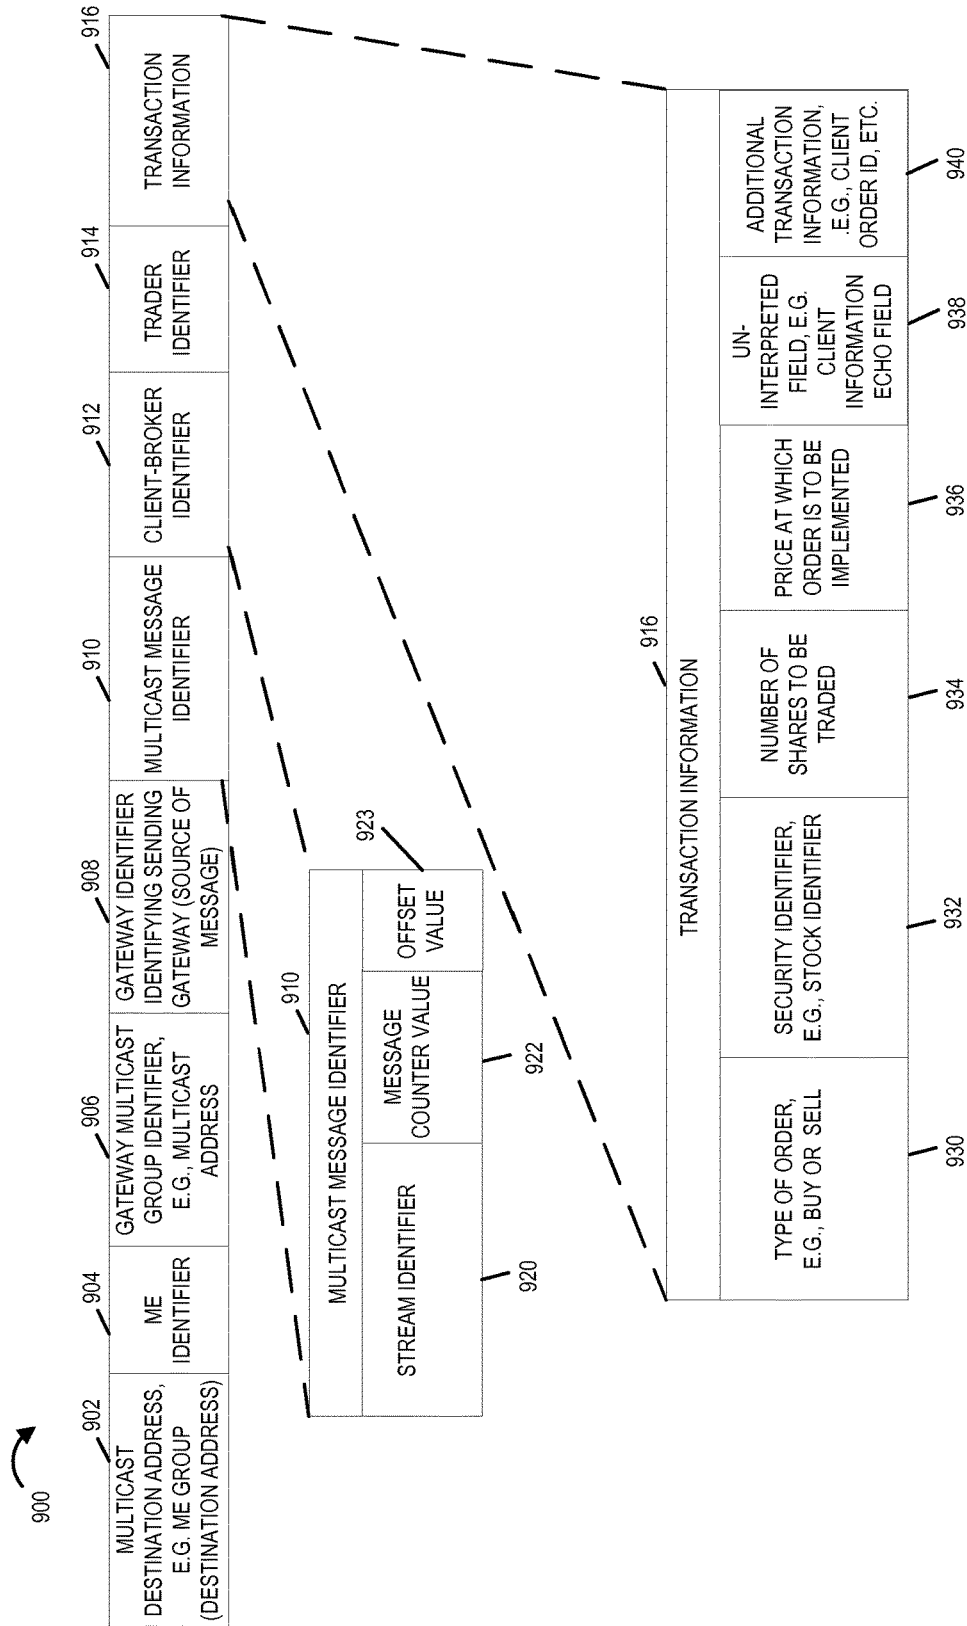 900
902
904
906
908
910
912
914
916
MULTICAST
DESTINATION ADDRESS,
E.G. ME GROUP
(DESTINATION ADDRESS)
ME
IDENTIFIER
GATEWAY MULTICAST
GROUP IDENTIFIER,
E.G., MULTICAST
ADDRESS
GATEWAY IDENTIFIER
IDENTIFYING SENDING
GATEWAY (SOURCE OF
MESSAGE)
MULTICAST MESSAGE
IDENTIFIER
CLIENT-BROKER
IDENTIFIER
TRADER
IDENTIFIER
TRANSACTION
INFORMATION
910
923
MULTICAST MESSAGE IDENTIFIER
STREAM IDENTIFIER
MESSAGE
COUNTER VALUE
OFFSET
VALUE
920
922
916
TRANSACTION INFORMATION
TYPE OF ORDER,
E.G., BUY OR SELL
SECURITY IDENTIFIER,
E.G., STOCK IDENTIFIER
NUMBER OF
SHARES TO BE
TRADED
PRICE AT WHICH
ORDER IS TO BE
IMPLEMENTED
UN-
INTERPRETED
FIELD, E.G.
CLIENT
INFORMATION
ECHO FIELD
ADDITIONAL
TRANSACTION
INFORMATION,
.E.G., CLIENT
ORDER ID, ETC.
930
932
934
936
938
940